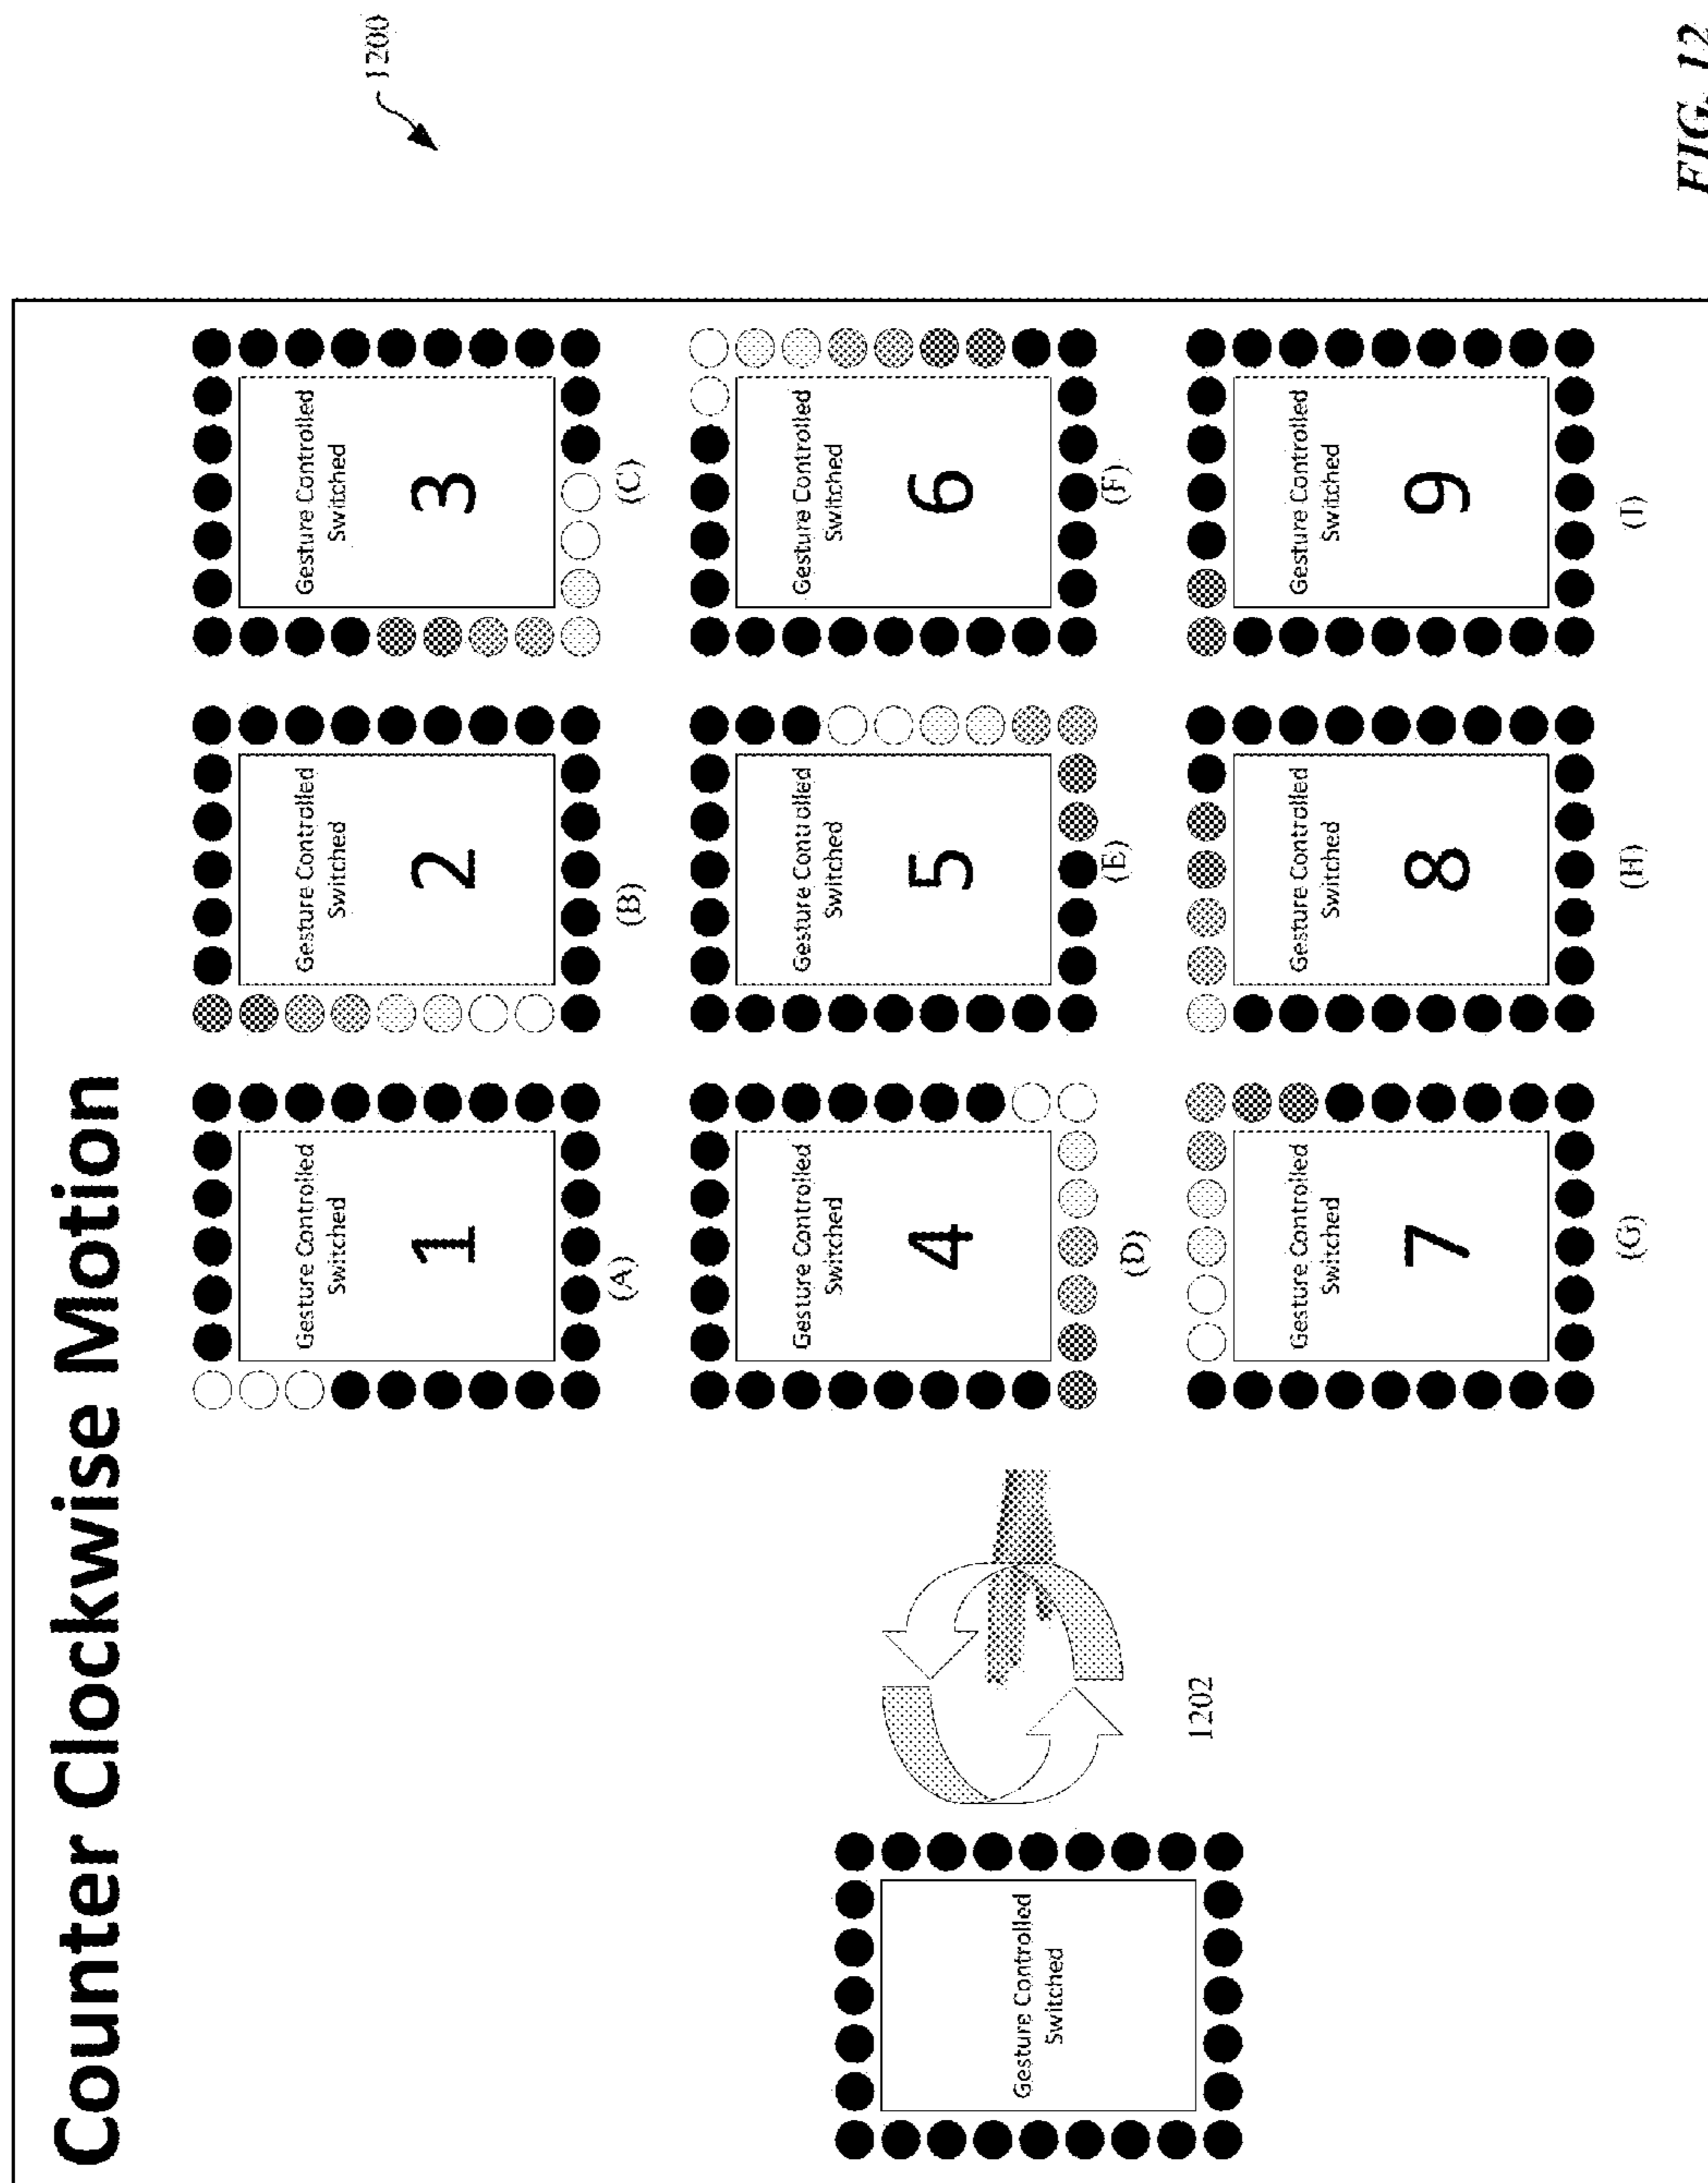 Counter Clockwise Motion
1200
Gesture Controlled
Switched
1202
Gesture Controlled
Switched
1
(A)
Gesture Controlled
Switched
2
(B)
Gesture Controlled
Switched
3
(C)
Gesture Controlled
Switched
4
(D)
Gesture Controlled
Switched
5
(E)
Gesture Controlled
Switched
6
(F)
Gesture Controlled
Switched
7
(G)
Gesture Controlled
Switched
8
(H)
Gesture Controlled
Switched
9
(I)
FIG. 12